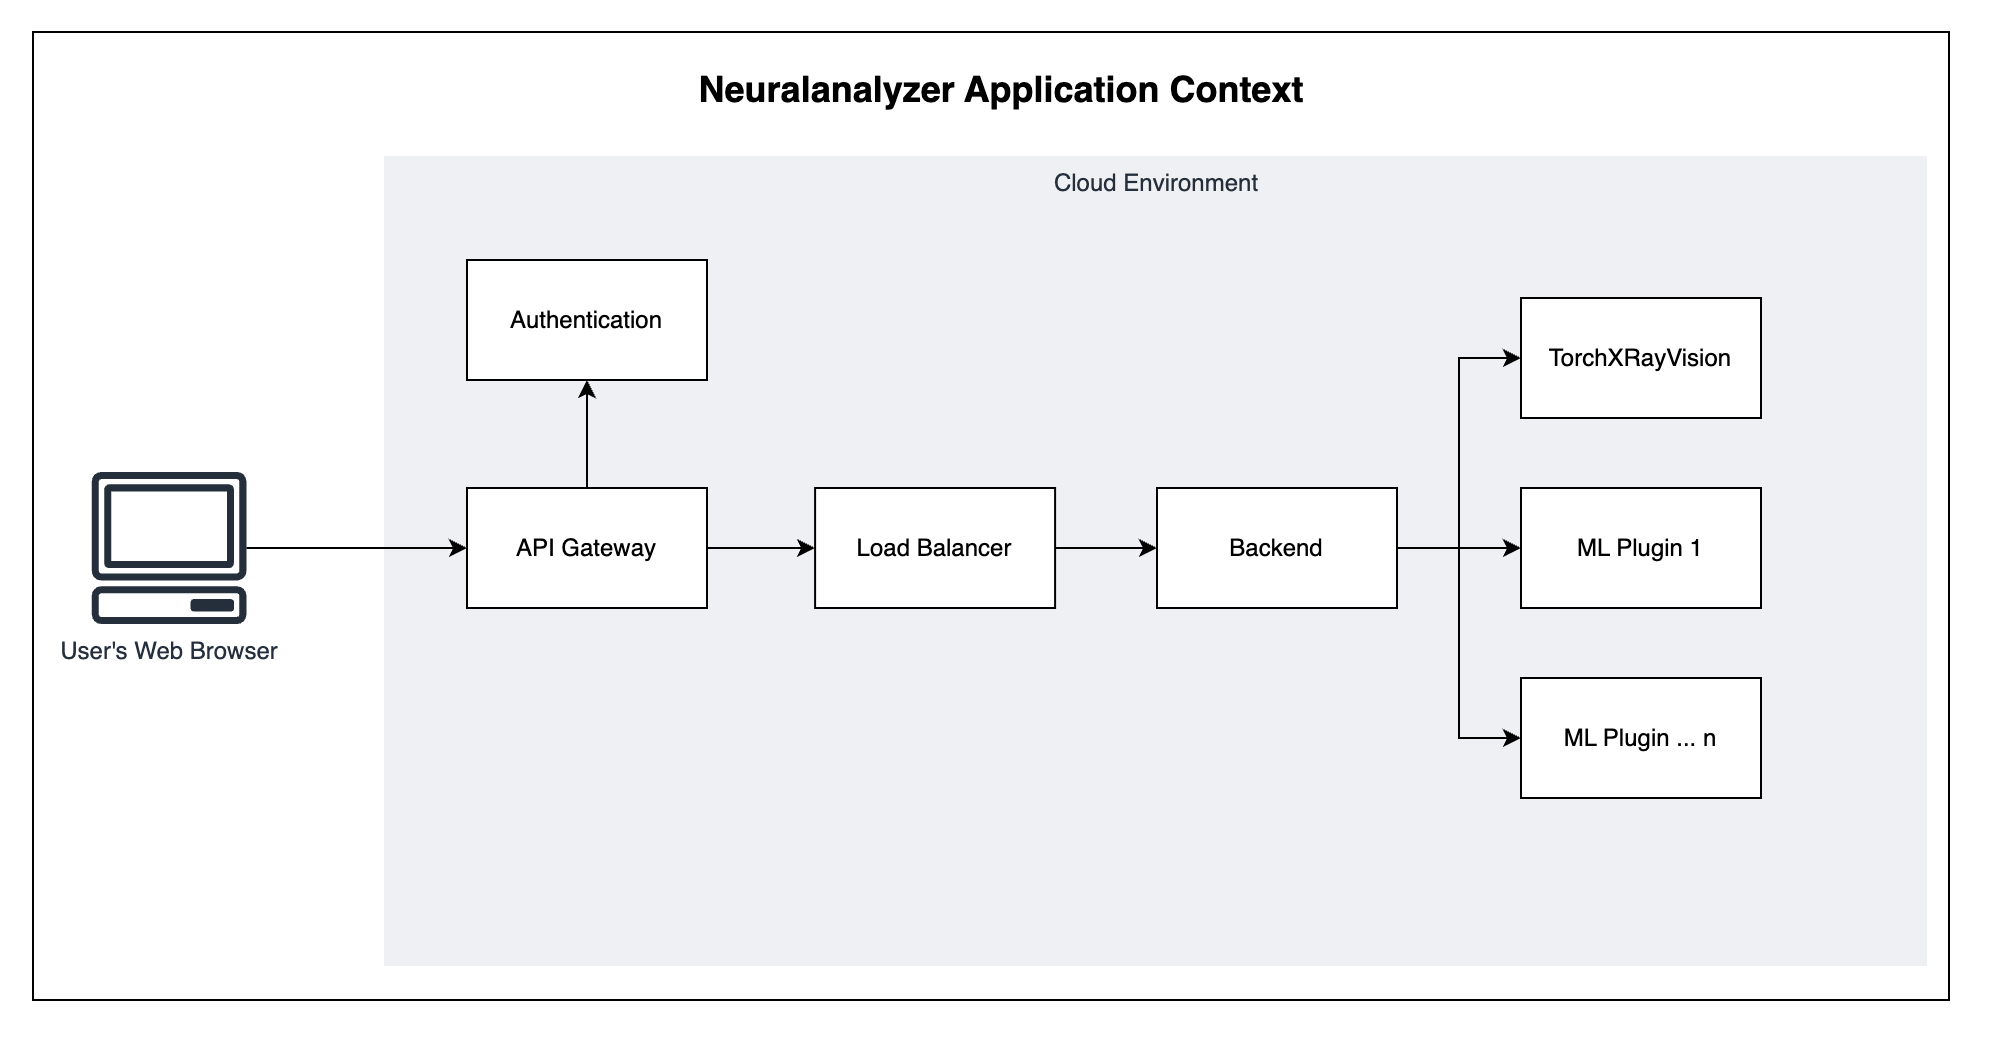 Neuralanalyzer Application Context
Cloud Environment
Authentication
TorchXRayVision
API Gateway
Load Balancer
Backend
ML Plugin 1
User's Web Browser
ML Plugin ... n